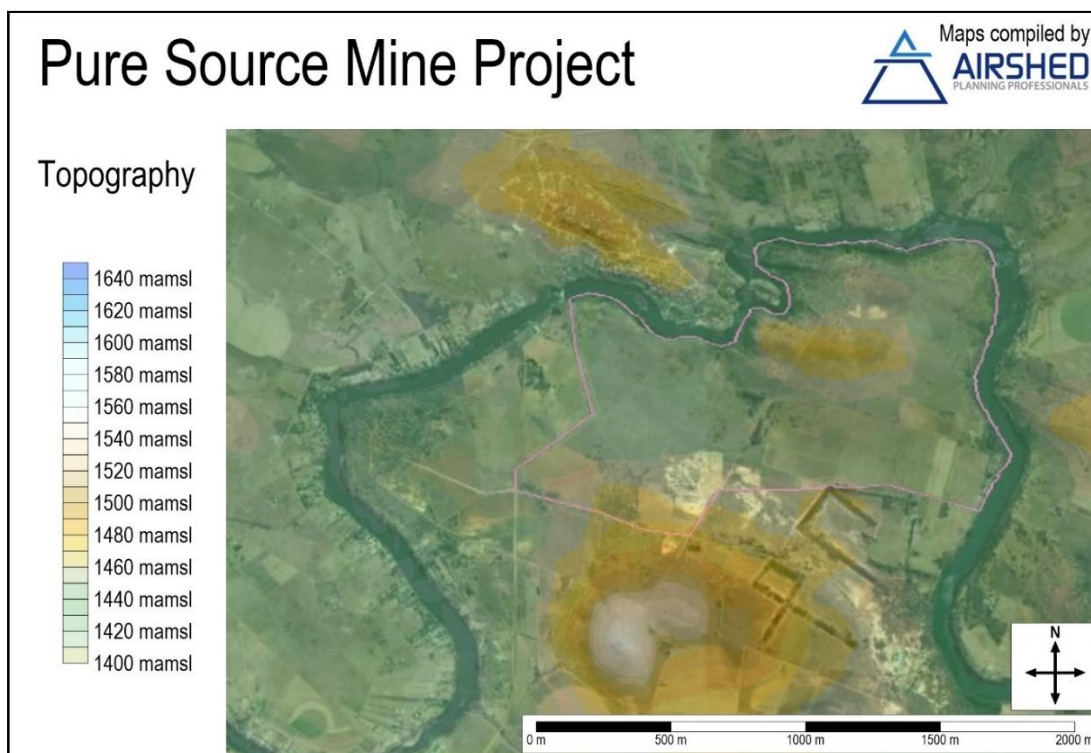 Pure Source Mine Project
Maps compiled by
AIRSHED
PLANNING PROFESSIONALS
Topography
1640 mamsl
1620 mamsl
1600 mamsl
1580 mamsl
1560 mamsl
1540 mamsl
1520 mamsl
1500 mamsl
1480 mamsl
1460 mamsl
1440 mamsl
1420 mamsl
1400 mamsl
N
0 m 500 m 1000 m 1500 m 2000 m